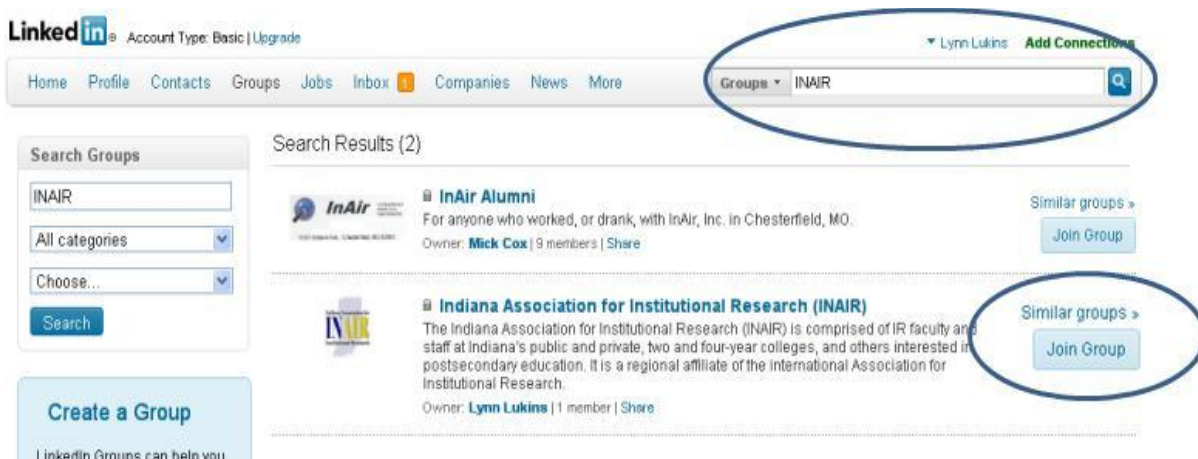 Linked in ® Account Type: Basic | Upgrade
Lynn Lukins Add Connections
Home Profile Contacts Groups Jobs Inbox 1 Companies News More
Groups INAIR
Search Groups
INAIR
All categories
Choose...
Search
Create a Group
LinkedIn Groups can help you
Search Results (2)
InAir
InAir Alumni
For anyone who worked, or drank, with InAir, Inc. in Chesterfield, MO.
Owner: Mick Cox | 9 members | Share
Similar groups »
Join Group
INAIR
Indiana Association for Institutional Research (INAIR)
The Indiana Association for Institutional Research (INAIR) is comprised of IR faculty and
staff at Indiana's public and private, two and four-year colleges, and others interested in
postsecondary education. It is a regional affiliate of the international Association for
Institutional Research.
Owner: Lynn Lukins | 1 member | Share
Similar groups »
Join Group